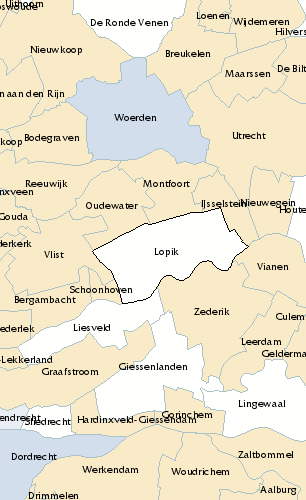 Uithoorn
Loenen
De Ronde Venen
Wijdemeren
Hilvers
Nieuwkoop
Breukelen
Maarssen
De Bilt
n aan den Rijn
Woerden
Bodegraven
Utrecht
koop
Reeuwijk
Montfoort
nxveen
Oudewater
IJsselstein
Nieuwegein
Houte
Gouda
derkerk
Vlist
Lopik
Vianen
Schoonhoven
Bergambacht
Zederik
Culem
ederlek
Liesveld
Leerdam
Gelderma
-Lekkerland
Graafstroom
Giessenlanden
Lingewaal
Gorinchem
endrecht
Sliedrecht
Hardinxveld-Giessendam
Dordrecht
Zaltbommel
Werkendam
Woudrichem
Aalburg
Drimmelen